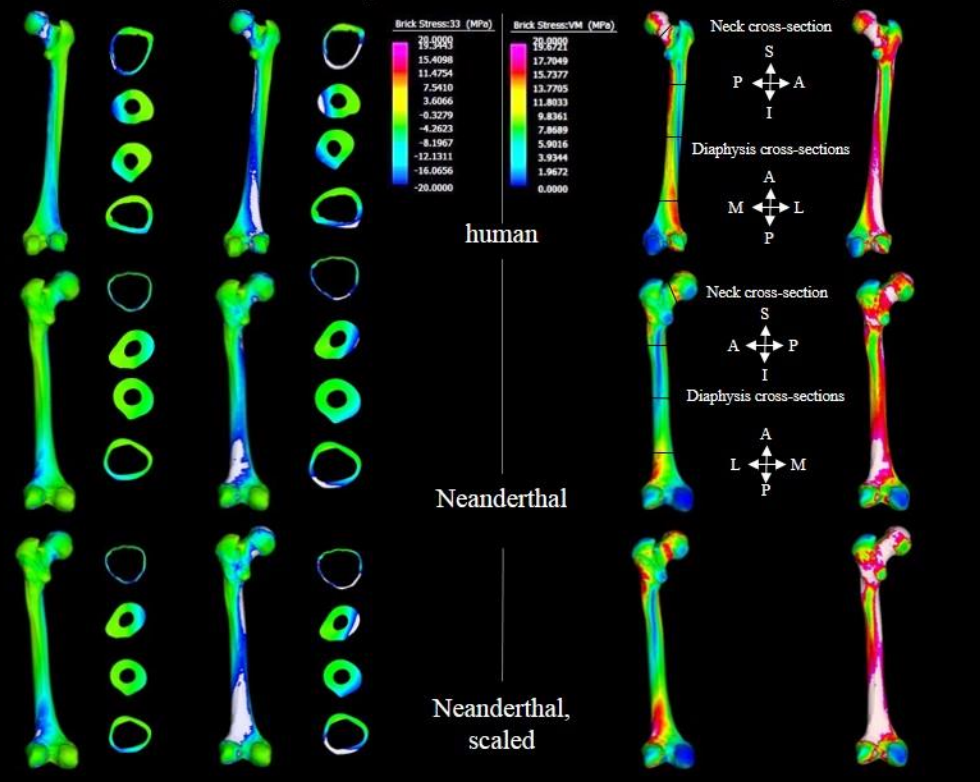 Brick Stress:33 (MPa)
20.0000
19.3443
15.4098
11.4754
7.5410
3.6066
-0.3279
-4.2623
-8.1967
-12.1311
-16.0656
-20.0000
Brick Stress:VM (MPa)
20.0000
19.6721
17.7049
15.7377
13.7705
11.8033
9.8361
7.8689
5.9016
3.9344
1.9672
0.0000
Neck cross-section
S
P A
I
Diaphysis cross-sections
A
M L
P
human
Neck cross-section
S
A P
I
Diaphysis cross-sections
A
L M
P
Neanderthal
Neanderthal,
scaled